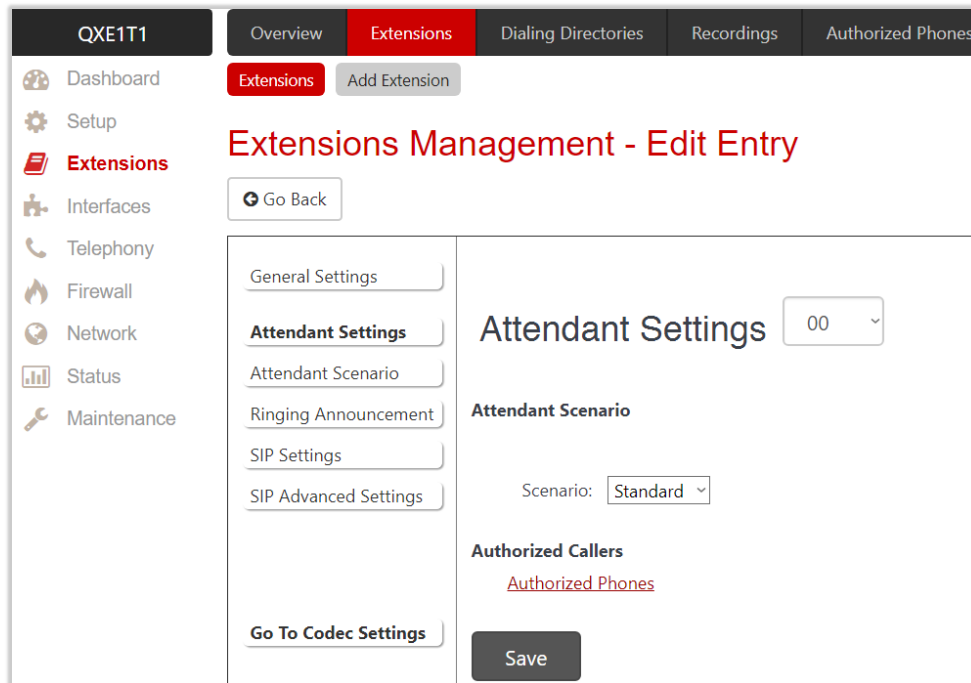 QXE1T1
Overview
Extensions
Dialing Directories
Recordings
Authorized Phones
Dashboard
Setup
Extensions
Interfaces
Telephony
Firewall
Network
Status
Maintenance
Extensions
Add Extension
Extensions Management - Edit Entry
Go Back
General Settings
Attendant Settings
Attendant Scenario
Ringing Announcement
SIP Settings
SIP Advanced Settings
Go To Codec Settings
Attendant Settings 00
Attendant Scenario
Scenario: Standard
Authorized Callers
Authorized Phones
Save